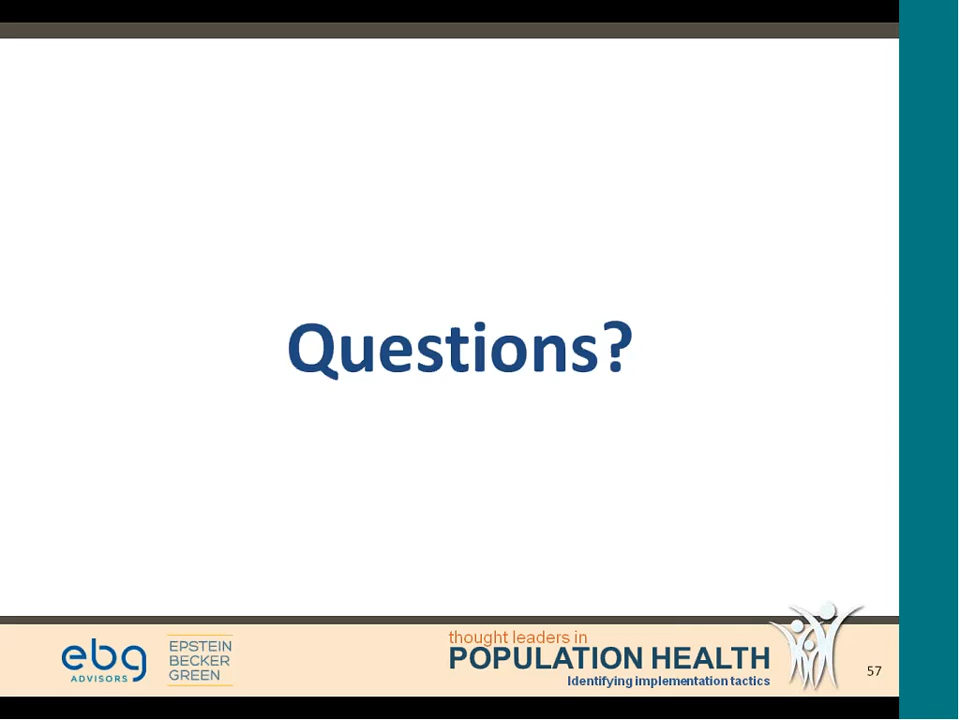 Questions?
ebg
ADVISORS
EPSTEIN
BECKER
GREEN
thought leaders in
POPULATION HEALTH
Identifying implementation tactics
57